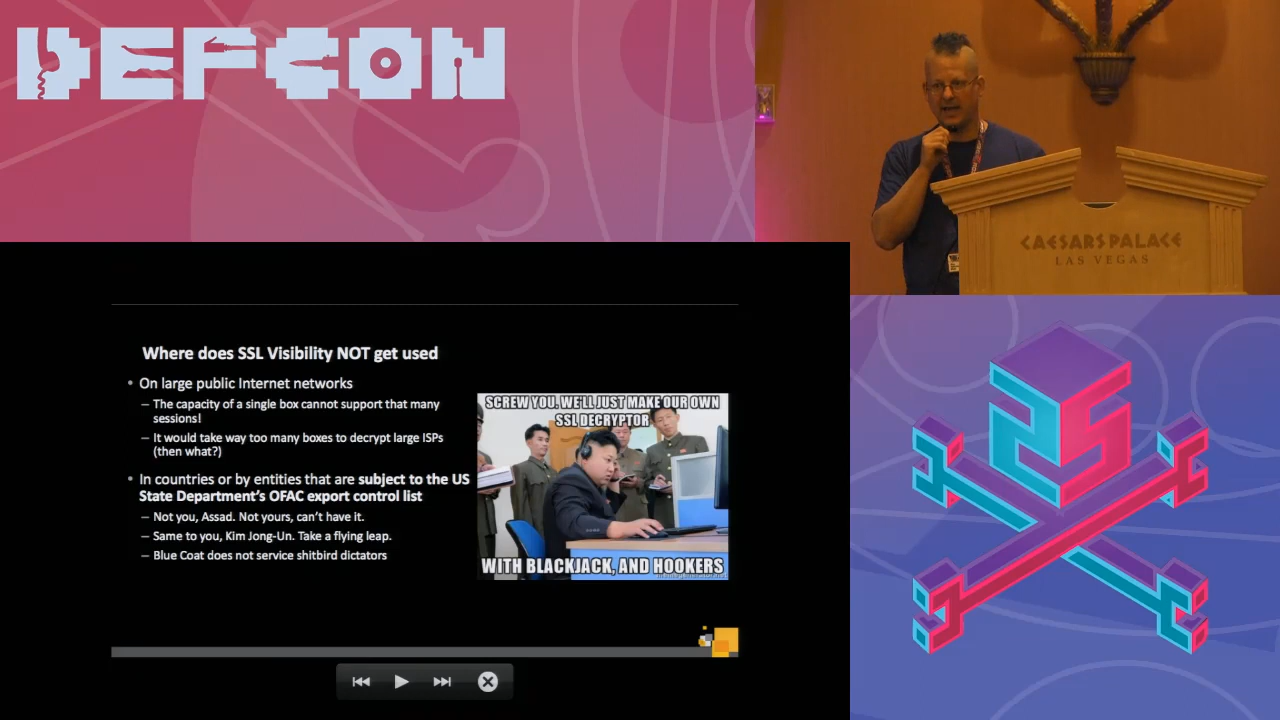 DEFCON
CAESARS PALACE
LAS VEGAS
Where does SSL Visibility NOT get used
• On large public Internet networks
– The capacity of a single box cannot support that many
sessions!
– It would take way too many boxes to decrypt large ISPs
(then what?)
• In countries or by entities that are subject to the US
State Department's OFAC export control list
– Not you, Assad. Not yours, can't have it.
– Same to you, Kim Jong-Un. Take a flying leap.
– Blue Coat does not service shitbird dictators
SCREW YOU, WE'LL JUST MAKE OUR OWN
SSL DECRYPTOR
WITH BLACKJACK, AND HOOKERS
25